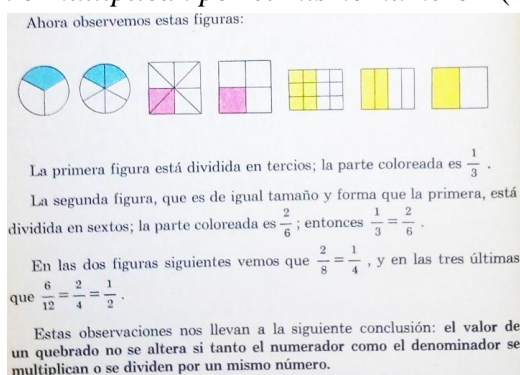 Ahora observemos estas figuras:
La primera figura está dividida en tercios; la parte coloreada es 1/3 .
La segunda figura, que es de igual tamaño y forma que la primera, está
dividida en sextos; la parte coloreada es 2/6 ; entonces 1/3 = 2/6 .
En las dos figuras siguientes vemos que 2/8 = 1/4 , y en las tres últimas
que 6/12 = 2/4 = 1/2 .
Estas observaciones nos llevan a la siguiente conclusión: el valor de
un quebrado no se altera si tanto el numerador como el denominador se
multiplican o se dividen por un mismo número.